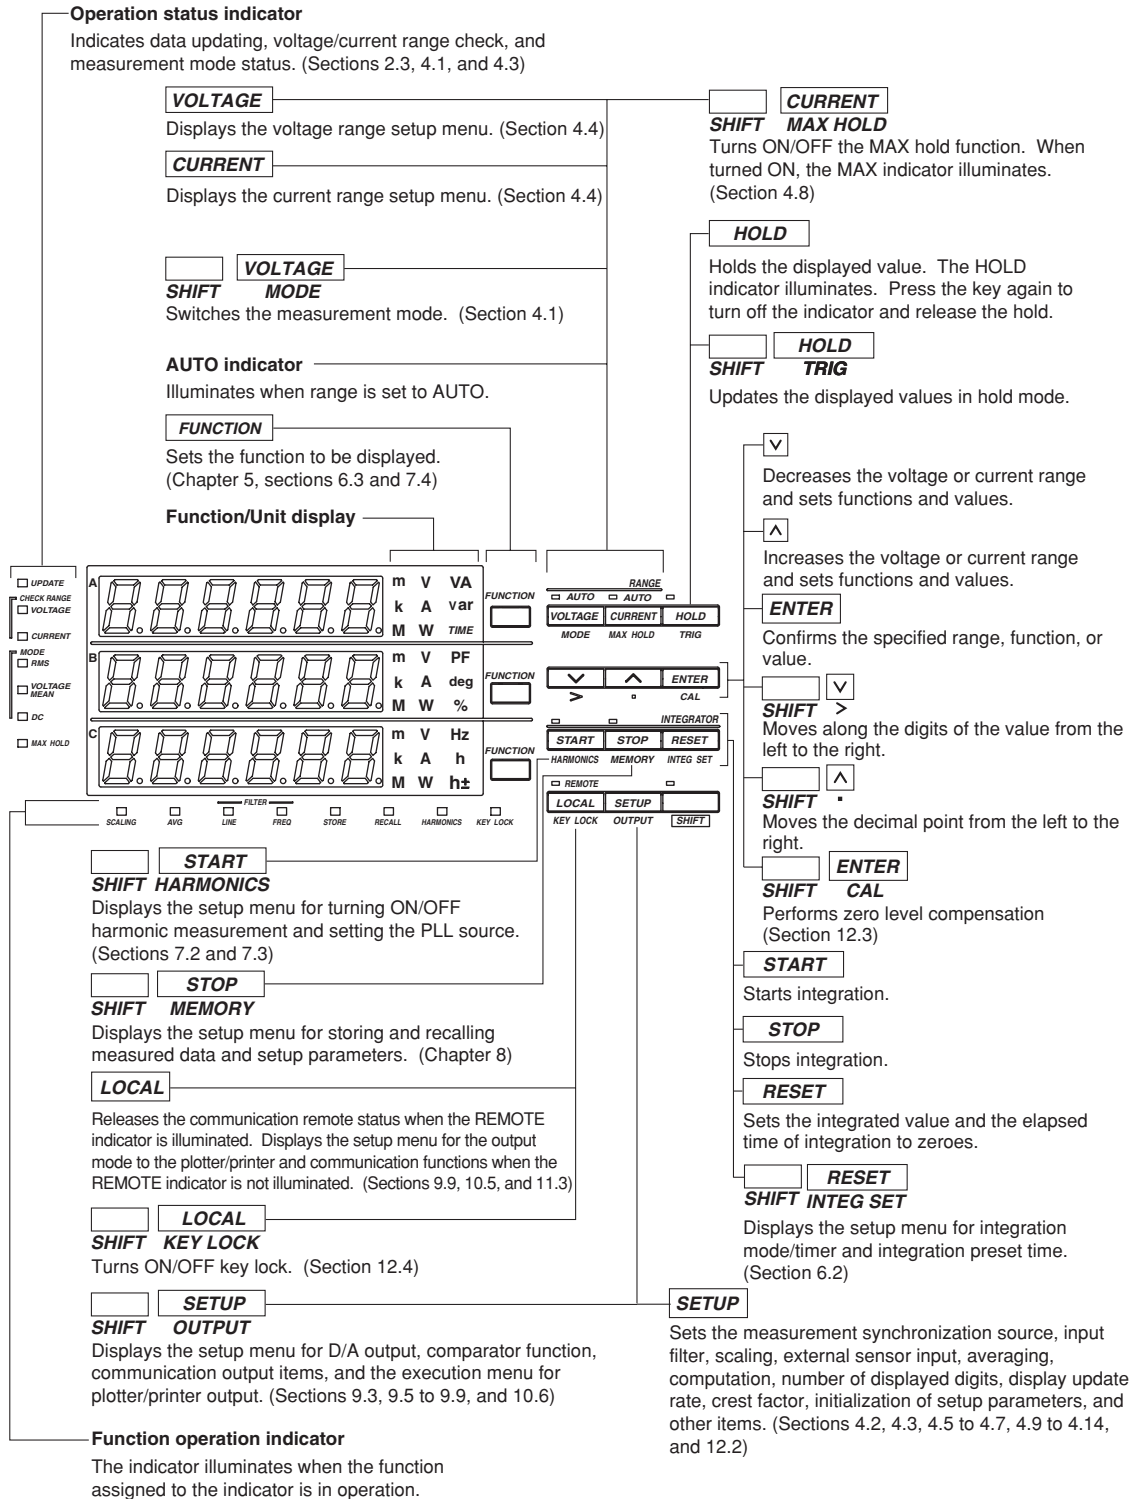 Operation status indicator
Indicates data updating, voltage/current range check, and
measurement mode status. (Sections 2.3, 4.1, and 4.3)
VOLTAGE
Displays the voltage range setup menu. (Section 4.4)
CURRENT
Displays the current range setup menu. (Section 4.4)
VOLTAGE
SHIFT MODE
Switches the measurement mode. (Section 4.1)
AUTO indicator
Illuminates when range is set to AUTO.
FUNCTION
Sets the function to be displayed.
(Chapter 5, sections 6.3 and 7.4)
Function/Unit display
CURRENT
SHIFT MAX HOLD
Turns ON/OFF the MAX hold function. When
turned ON, the MAX indicator illuminates.
(Section 4.8)
HOLD
Holds the displayed value. The HOLD
indicator illuminates. Press the key again to
turn off the indicator and release the hold.
HOLD
SHIFT TRIG
Updates the displayed values in hold mode.
Decreases the voltage or current range
and sets functions and values.
Increases the voltage or current range
and sets functions and values.
ENTER
Confirms the specified range, function, or
value.
SHIFT >
Moves along the digits of the value from the
left to the right.
SHIFT .
Moves the decimal point from the left to the
right.
ENTER
SHIFT CAL
Performs zero level compensation
(Section 12.3)
START
Starts integration.
STOP
Stops integration.
RESET
Sets the integrated value and the elapsed
time of integration to zeroes.
RESET
SHIFT INTEG SET
Displays the setup menu for integration
mode/timer and integration preset time.
(Section 6.2)
UPDATE
CHECK RANGE
VOLTAGE
CURRENT
MODE
RMS
VOLTAGE
MEAN
DC
MAX HOLD
A
m V VA
k A var
M W TIME
B
m V PF
k A deg
M W %
C
m V Hz
k A h
M W h±
FUNCTION
FUNCTION
FUNCTION
RANGE
AUTO AUTO
VOLTAGE CURRENT HOLD
MODE MAX HOLD TRIG
ENTER
> . CAL
INTEGRATOR
START STOP RESET
HARMONICS MEMORY INTEG SET
REMOTE
LOCAL SETUP
KEY LOCK OUTPUT SHIFT
FILTER
SCALING AVG LINE FREQ STORE RECALL HARMONICS KEY LOCK
START
SHIFT HARMONICS
Displays the setup menu for turning ON/OFF
harmonic measurement and setting the PLL source.
(Sections 7.2 and 7.3)
STOP
SHIFT MEMORY
Displays the setup menu for storing and recalling
measured data and setup parameters. (Chapter 8)
LOCAL
Releases the communication remote status when the REMOTE
indicator is illuminated. Displays the setup menu for the output
mode to the plotter/printer and communication functions when the
REMOTE indicator is not illuminated. (Sections 9.9, 10.5, and 11.3)
LOCAL
SHIFT KEY LOCK
Turns ON/OFF key lock. (Section 12.4)
SETUP
SHIFT OUTPUT
Displays the setup menu for D/A output, comparator function,
communication output items, and the execution menu for
plotter/printer output. (Sections 9.3, 9.5 to 9.9, and 10.6)
SETUP
Sets the measurement synchronization source, input
filter, scaling, external sensor input, averaging,
computation, number of displayed digits, display update
rate, crest factor, initialization of setup parameters, and
other items. (Sections 4.2, 4.3, 4.5 to 4.7, 4.9 to 4.14,
and 12.2)
Function operation indicator
The indicator illuminates when the function
assigned to the indicator is in operation.